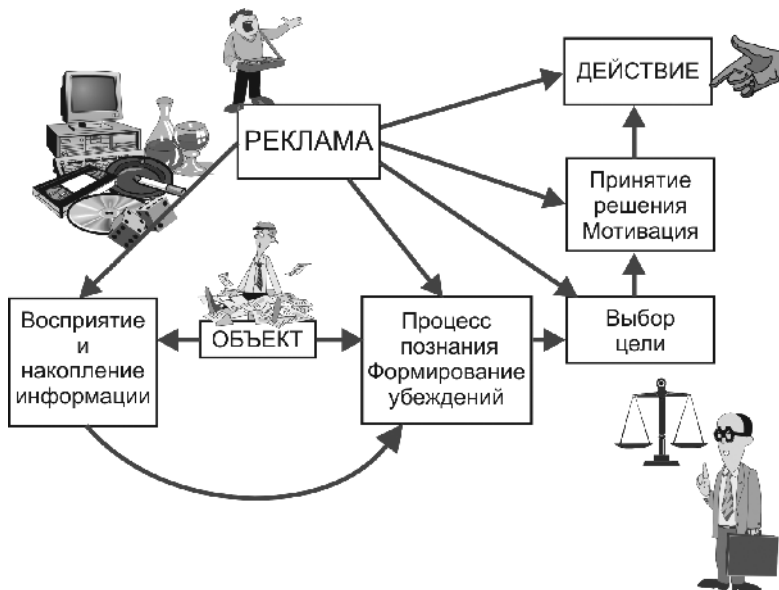 ДЕЙСТВИЕ
РЕКЛАМА
Принятие
решения
Мотивация
Восприятие
и
накопление
информации
ОБЪЕКТ
Процесс
познания
Формирование
убеждений
Выбор
цели